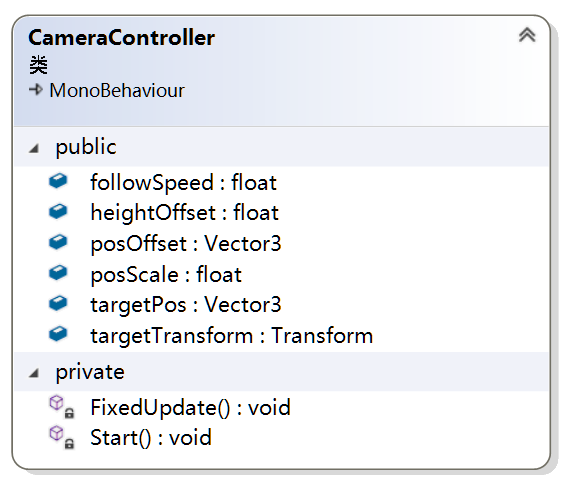 CameraController
类
MonoBehaviour
public
followSpeed : float
heightOffset : float
posOffset : Vector3
posScale : float
targetPos : Vector3
targetTransform : Transform
private
FixedUpdate() : void
Start() : void